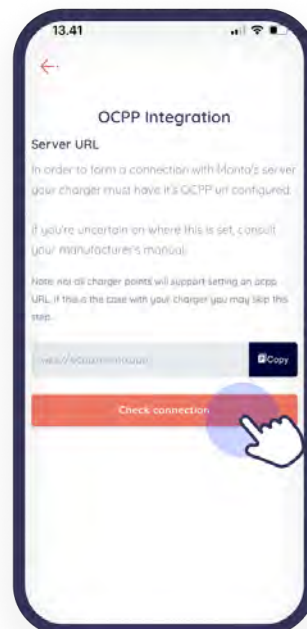 13.41
OCPP Integration
Server URL
In order to form a connection with Monta's server
your charger must have it's OCPP url configured.
If you're uncertain on where this is set, consult
your manufacturer's manual.
Note: not all charger points will support setting an ocpp
URL, if this is the case with your charger you may skip this
step.
Copy
Check connection